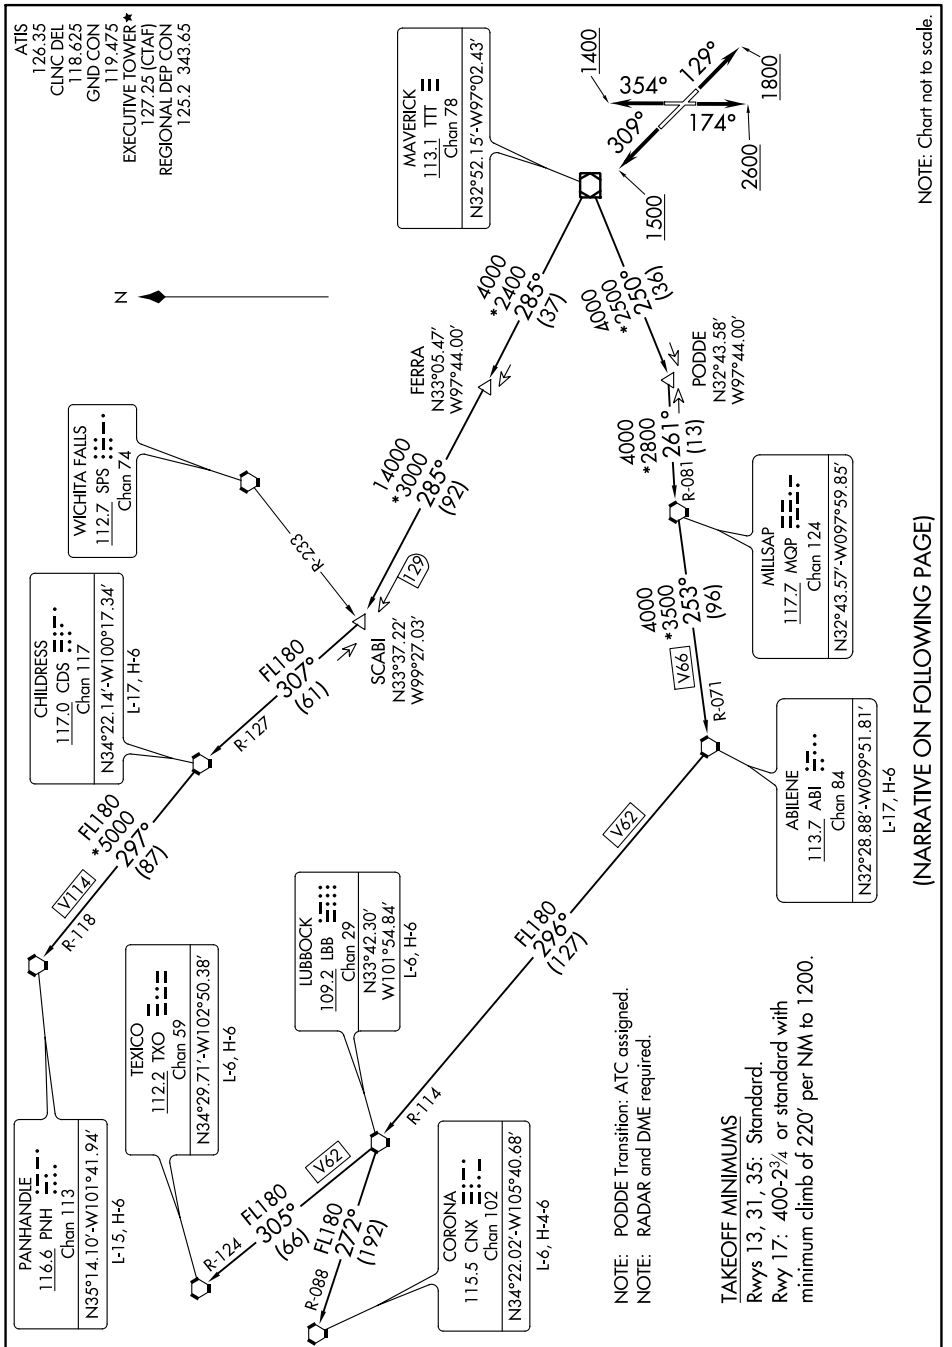 ATIS
126.35
CLNC DEL
118.625
GND CON
119.475
EXECUTIVE TOWER★
127.25 (CTAF)
REGIONAL DEP CON
125.2 343.65
PANHANDLE
116.6 PNH
Chan 113
N35°14.10′-W101°41.94′
L-15, H-6
R-118
V114
FL180
*5000
297°
(87)
CHILDRESS
117.0 CDS
Chan 117
N34°22.14′-W100°17.34′
L-17, H-6
WICHITA FALLS
112.7 SPS
Chan 74
R-233
N
R-127
FL180
307°
(61)
SCABI
N33°37.22′
W99°27.03′
129
14000
*3000
285°
(92)
FERRA
N33°05.47′
W97°44.00′
4000
*2400
285°
(37)
MAVERICK
113.1 TTT
Chan 78
N32°52.15′-W97°02.43′
1400
354°
129°
1800
309°
174°
1500
2600
TEXICO
112.2 TXO
Chan 59
N34°29.71′-W102°50.38′
L-6, H-6
LUBBOCK
109.2 LBB
Chan 29
N33°42.30′
W101°54.84′
L-6, H-6
R-124
FL180
305°
(66)
V62
R-088
FL180
272°
(192)
CORONA
115.5 CNX
Chan 102
N34°22.02′-W105°40.68′
L-6, H-4-6
R-114
FL180
296°
(127)
V62
R-071
V66
4000
*3500
253°
(96)
R-081
4000
*2800
261°
(13)
4000
*2500
250°
(36)
PODDE
N32°43.58′
W97°44.00′
MILLSAP
117.7 MQP
Chan 124
N32°43.57′-W097°59.85′
ABILENE
113.7 ABI
Chan 84
N32°28.88′-W099°51.81′
L-17, H-6
NOTE: PODDE Transition: ATC assigned.
NOTE: RADAR and DME required.
TAKEOFF MINIMUMS
Rwys 13, 31, 35: Standard.
Rwy 17: 400-2¾ or standard with
minimum climb of 220′ per NM to 1200.
NOTE: Chart not to scale.
(NARRATIVE ON FOLLOWING PAGE)